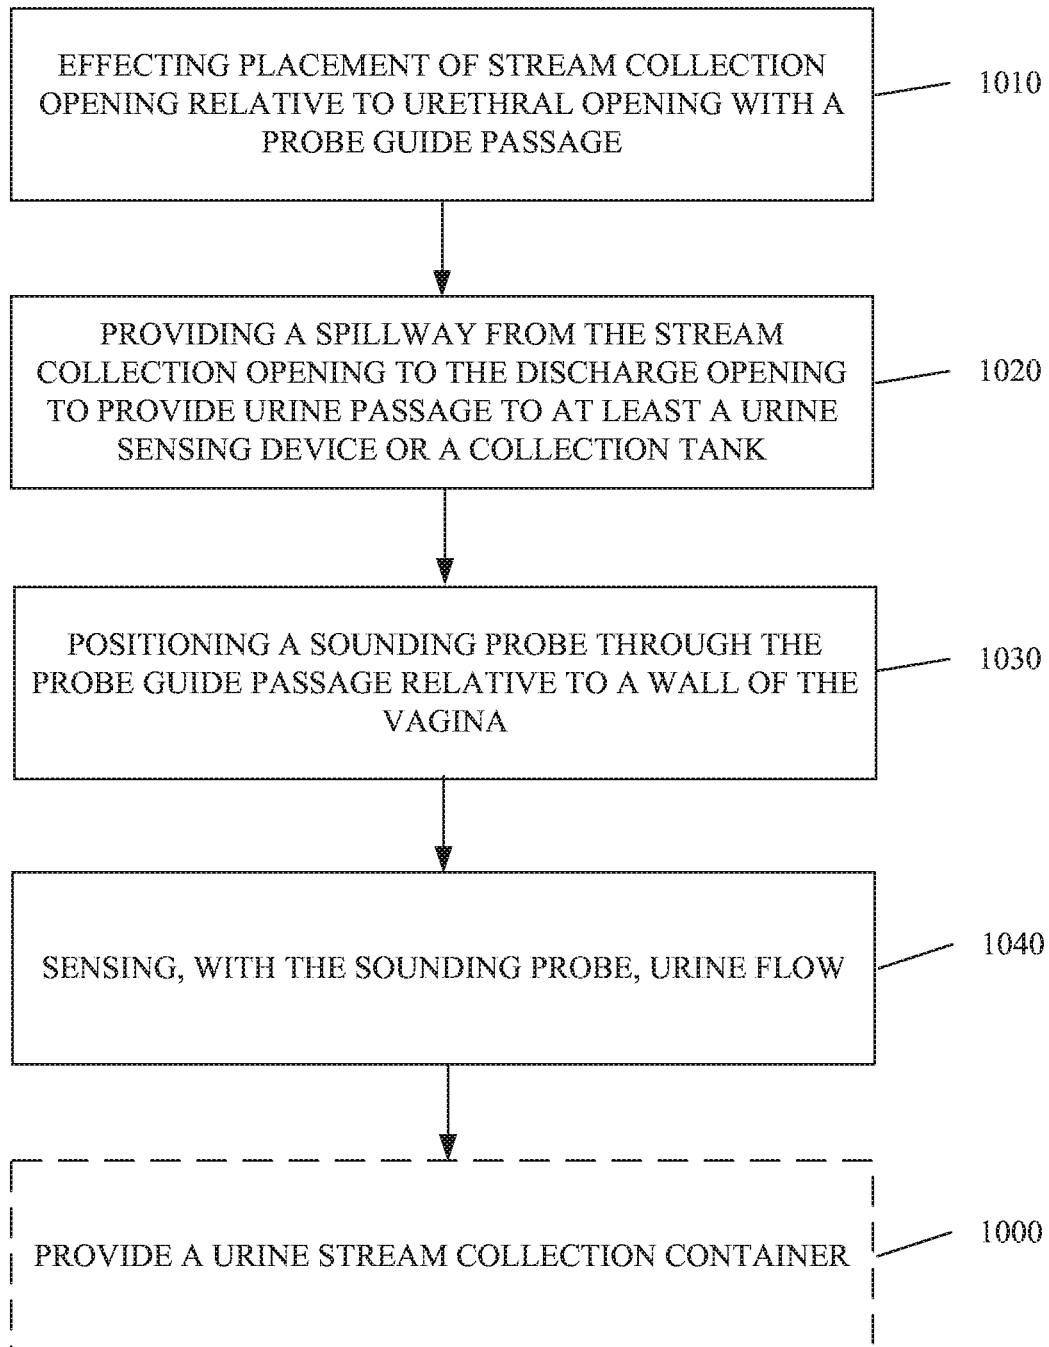 EFFECTING PLACEMENT OF STREAM COLLECTION
OPENING RELATIVE TO URETHRAL OPENING WITH A
PROBE GUIDE PASSAGE
1010
PROVIDING A SPILLWAY FROM THE STREAM
COLLECTION OPENING TO THE DISCHARGE OPENING
TO PROVIDE URINE PASSAGE TO AT LEAST A URINE
SENSING DEVICE OR A COLLECTION TANK
1020
POSITIONING A SOUNDING PROBE THROUGH THE
PROBE GUIDE PASSAGE RELATIVE TO A WALL OF THE
VAGINA
1030
SENSING, WITH THE SOUNDING PROBE, URINE FLOW
1040
PROVIDE A URINE STREAM COLLECTION CONTAINER
1000